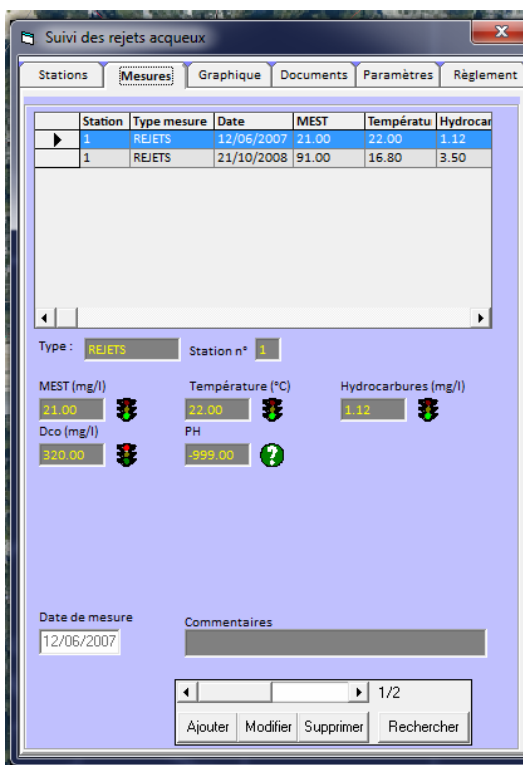 Suivi des rejets acqueux
Stations Mesures Graphique Documents Paramètres Règlement
Station Type mesure Date MEST Températu Hydrocar
1 REJETS 12/06/2007 21.00 22.00 1.12
1 REJETS 21/10/2008 91.00 16.80 3.50
Type : REJETS Station n° 1
MEST (mg/l) Température (°C) Hydrocarbures (mg/l)
21.00 22.00 1.12
Dco (mg/l) PH
320.00 -999.00 ?
Date de mesure Commentaires
12/06/2007
1/2
Ajouter Modifier Supprimer Rechercher